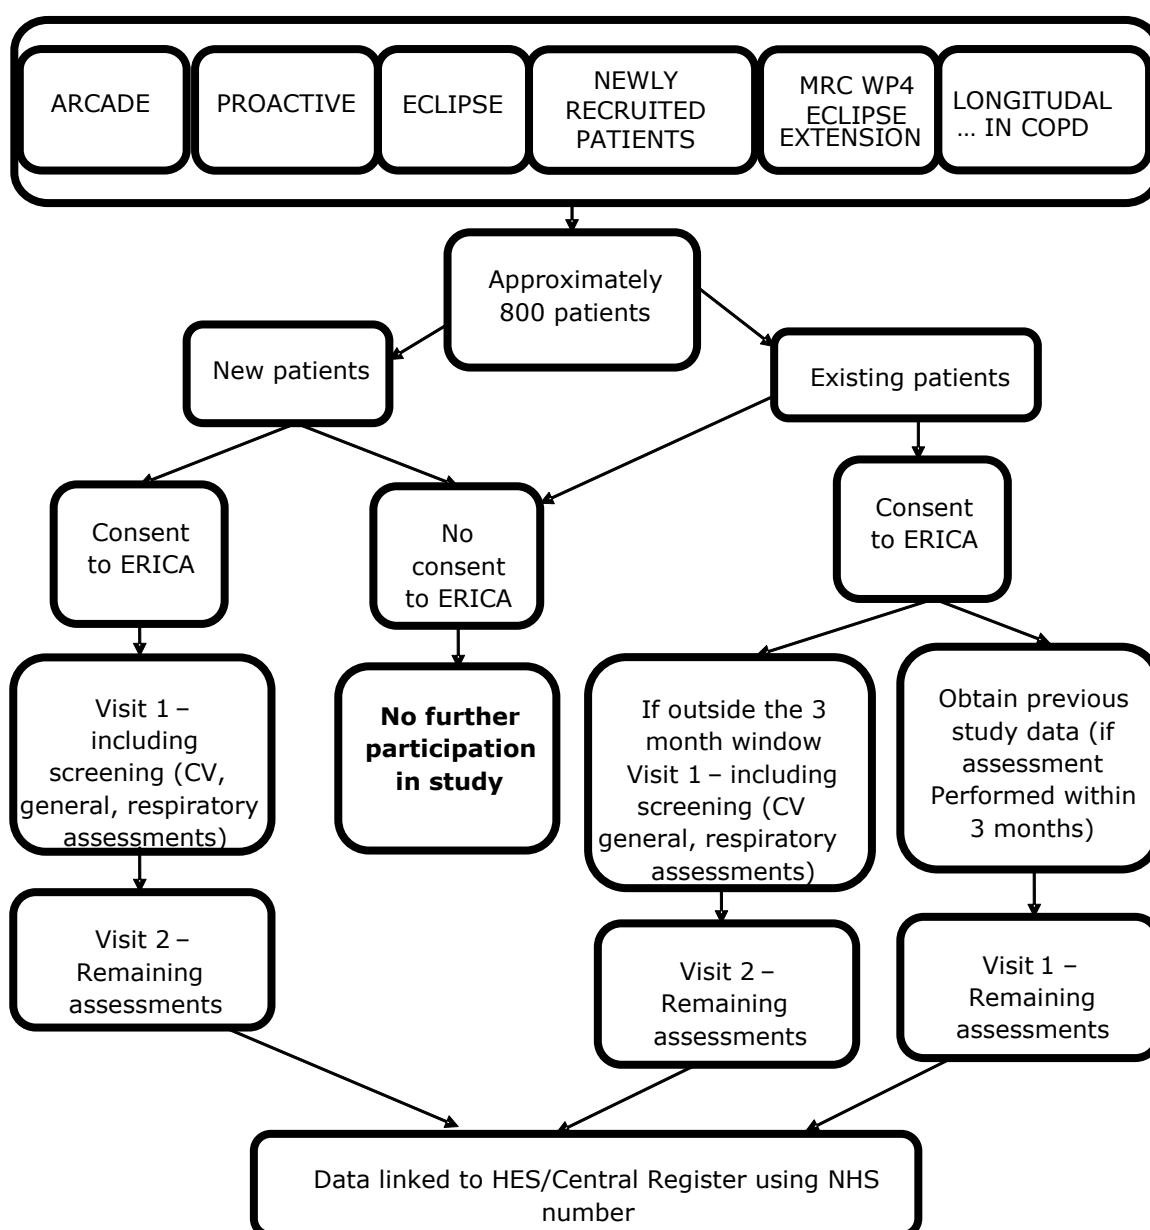 ARCADE
PROACTIVE
ECLIPSE
NEWLY
RECRUITED
PATIENTS
MRC WP4
ECLIPSE
EXTENSION
LONGITUDAL
... IN COPD
Approximately
800 patients
New patients
Existing patients
Consent
to ERICA
No
consent
to ERICA
Consent
to ERICA
Visit 1 –
including
screening (CV,
general, respiratory
assessments)
No further
participation
in study
If outside the 3
month window
Visit 1 – including
screening (CV
general, respiratory
assessments)
Obtain previous
study data (if
assessment
Performed within
3 months)
Visit 2 –
Remaining
assessments
Visit 2 –
Remaining
assessments
Visit 1 –
Remaining
assessments
Data linked to HES/Central Register using NHS
number